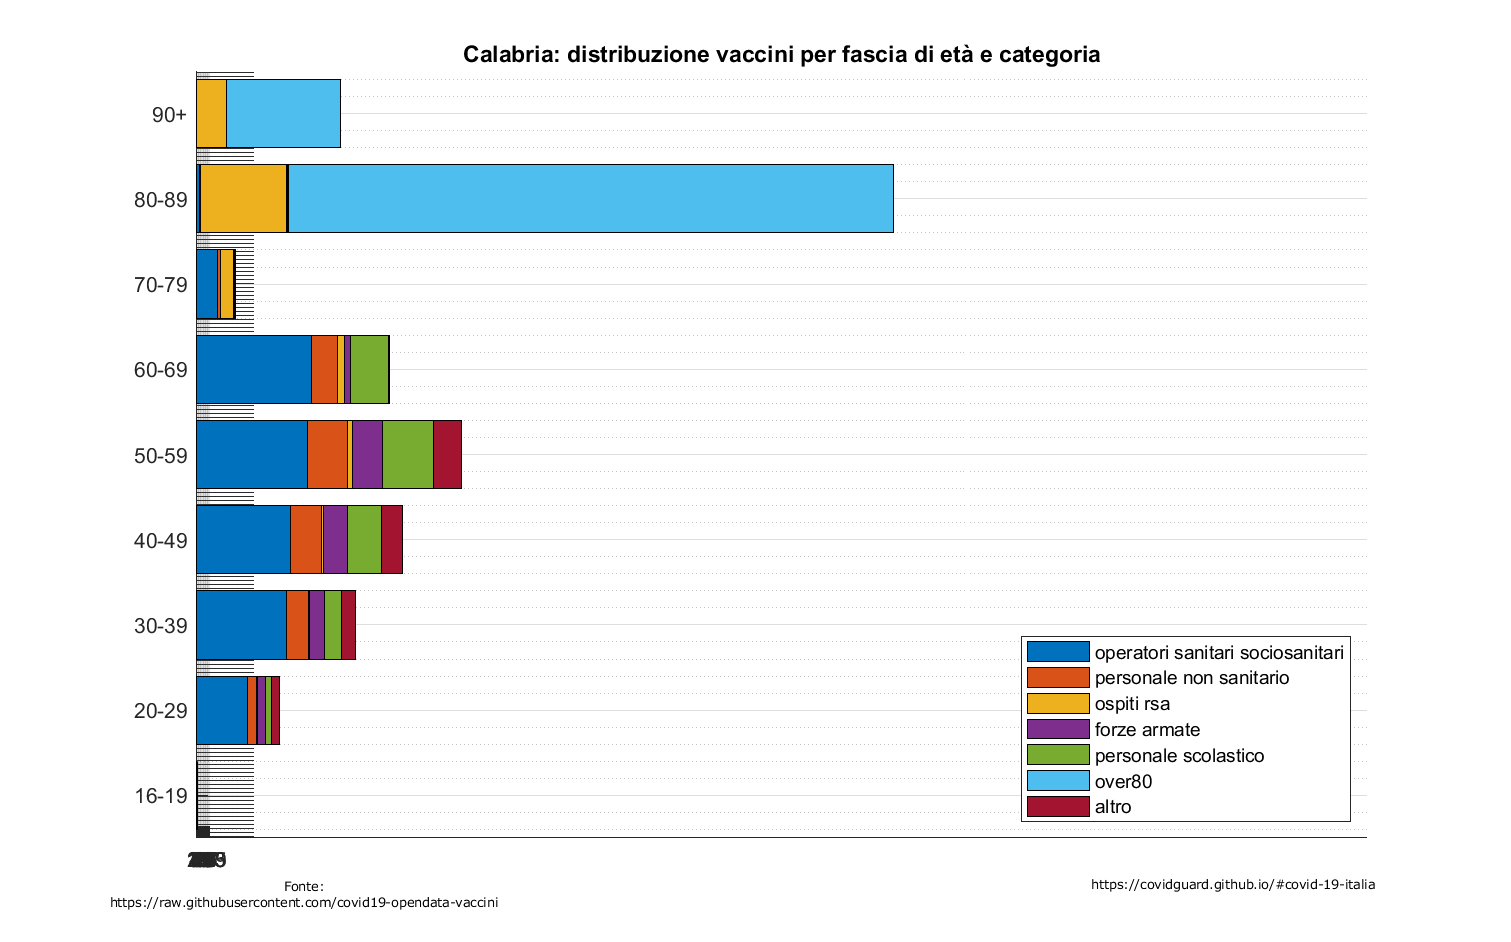 Calabria: distribuzione vaccini per fascia di età e categoria
90+
80-89
70-79
60-69
50-59
40-49
30-39
20-29
16-19
operatori sanitari sociosanitari
personale non sanitario
ospiti rsa
forze armate
personale scolastico
over80
altro
Fonte:
https://raw.githubusercontent.com/covid19-opendata-vaccini
https://covidguard.github.io/#covid-19-italia